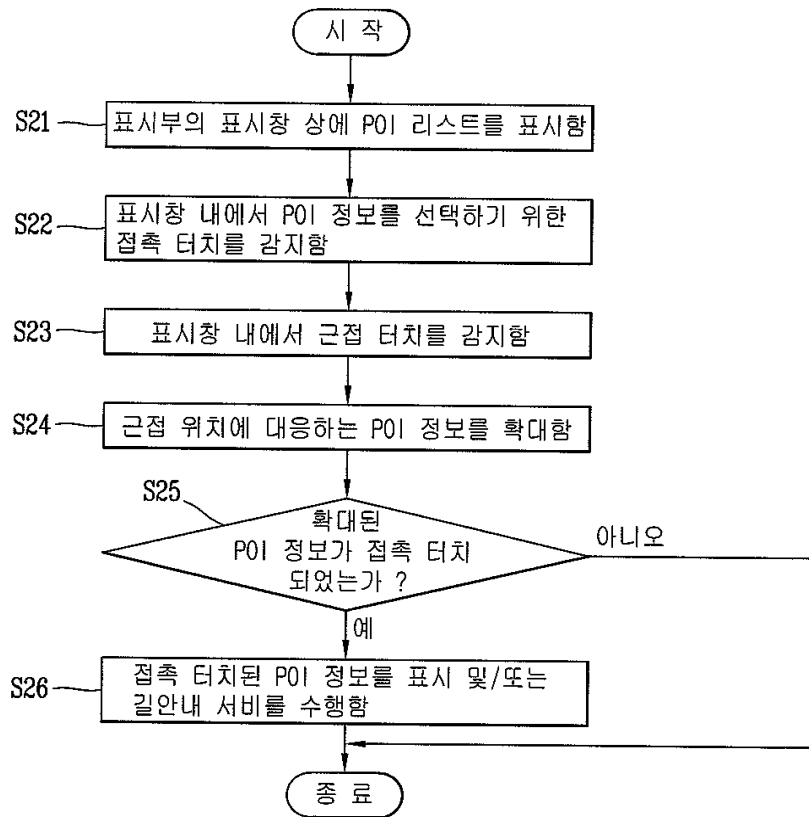 시 작
S21
표시부의 표시창 상에 POI 리스트를 표시함
S22
표시창 내에서 POI 정보를 선택하기 위한
접촉 터치를 감지함
S23
표시창 내에서 근접 터치를 감지함
S24
근접 위치에 대응하는 POI 정보를 확대함
S25
확대된
POI 정보가 접촉 터치
되었는가 ?
아니오
예
S26
접촉 터치된 POI 정보를 표시 및/또는
길안내 서비를 수행함
종 료